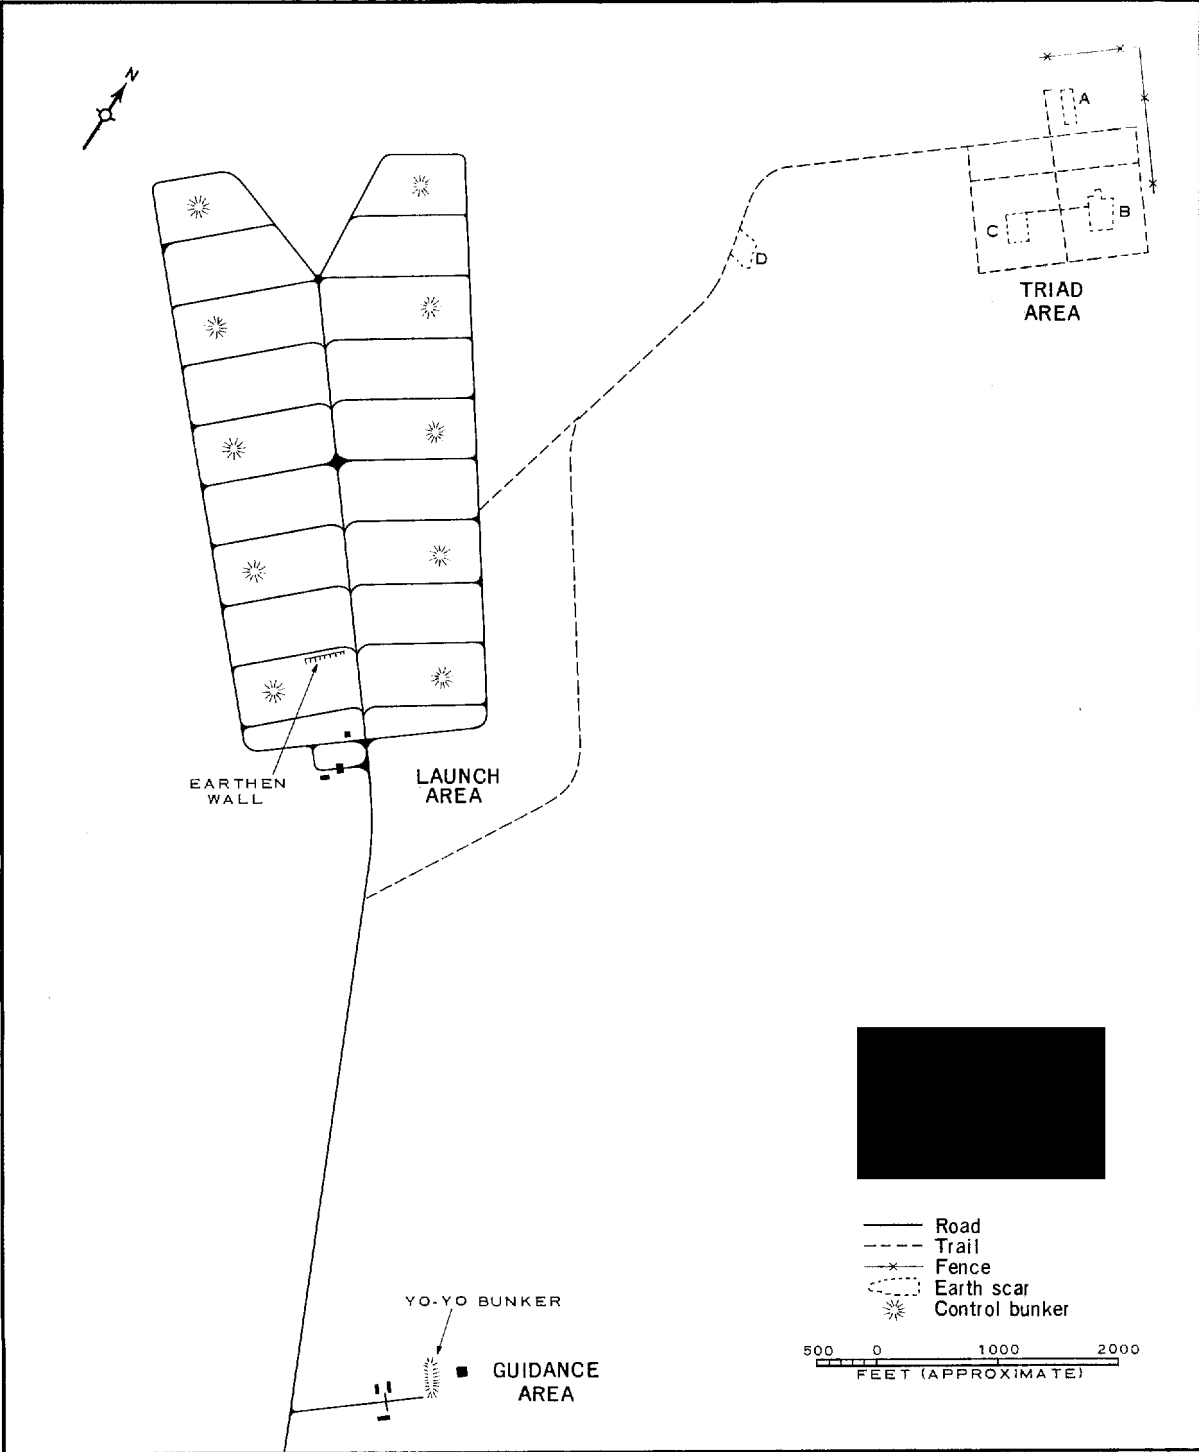 N
A
B
C
D
TRIAD
AREA
EARTHEN
WALL
LAUNCH
AREA
YO-YO BUNKER
GUIDANCE
AREA
Road
Trail
Fence
Earth scar
Control bunker
500 0 1000 2000
FEET (APPROXIMATE)